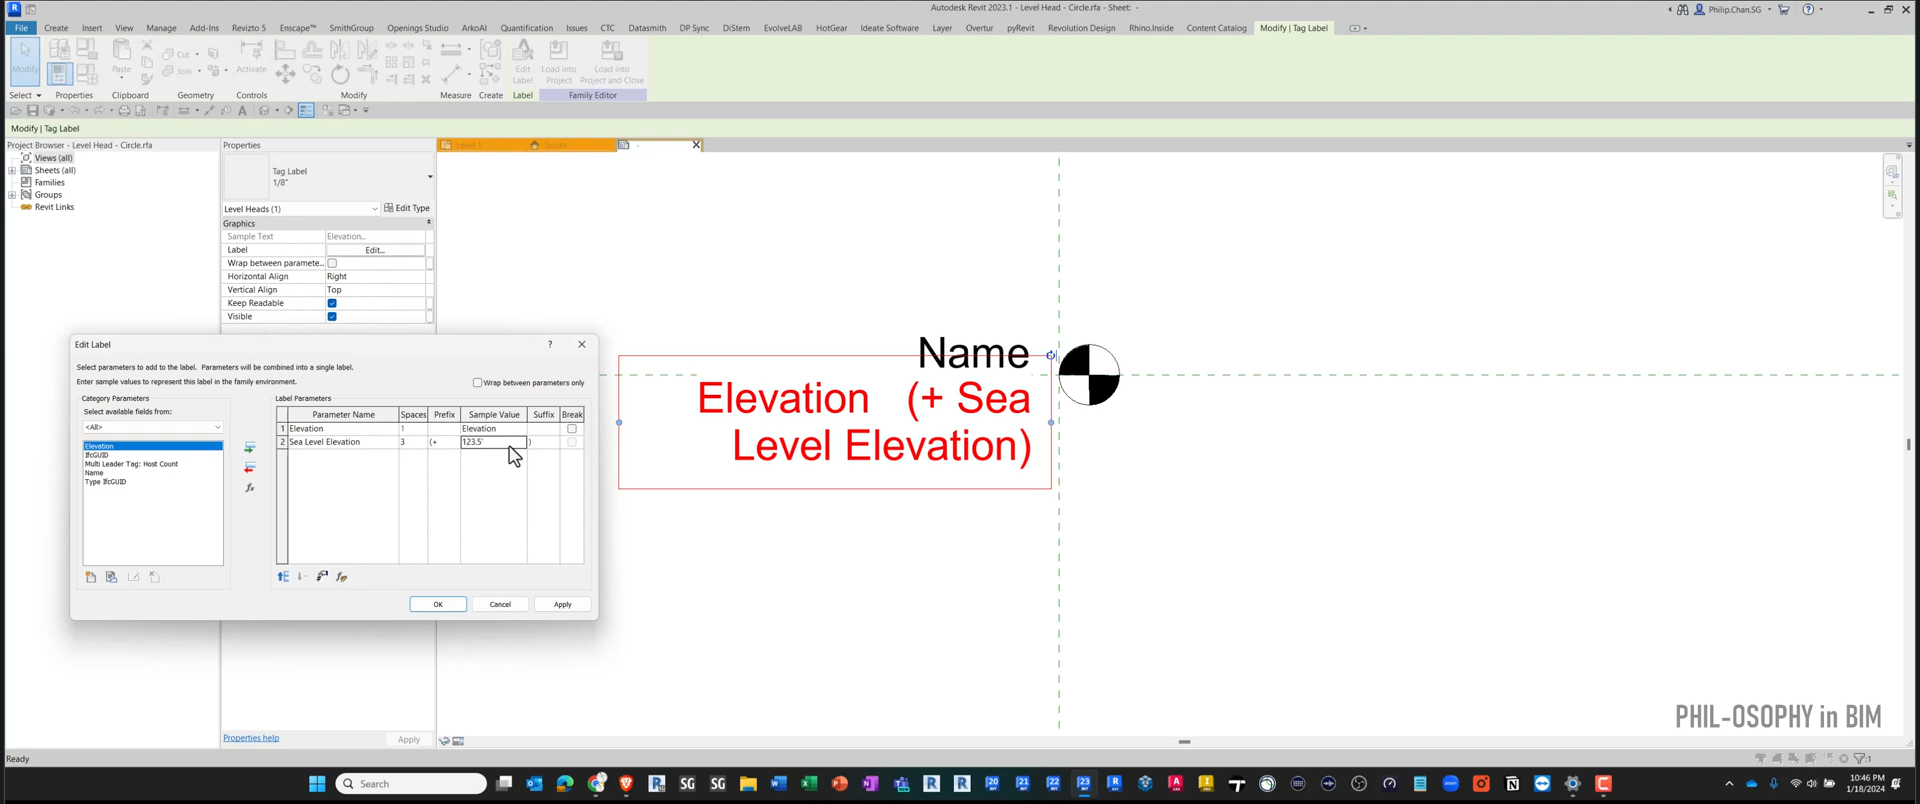 Autodesk Revit 2023.1 - Level Head - Circle.rfa - Sheet: -
Philip.Chan.SG
File Create Insert View Manage Add-Ins Revizto 5 Enscape™ SmithGroup Openings Studio ArkoAI Quantification Issues CTC Datasmith DP Sync DiStem EvolveLAB HotGear Ideate Software Layer Overtur pyRevit Revolution Design Rhino.Inside Content Catalog Modify | Tag Label
Modify
Paste
Cut
Join
Activate
Edit Label
Load into Project
Load into Project and Close
Select Properties Clipboard Geometry Controls Modify Measure Create Label Family Editor
Modify | Tag Label
Project Browser - Level Head - Circle.rfa
Views (all)
Sheets (all)
Families
Groups
Revit Links
Properties
Tag Label
1/8"
Level Heads (1)
Edit Type
Graphics
Sample Text Elevation...
Label Edit...
Wrap between paramete...
Horizontal Align Right
Vertical Align Top
Keep Readable
Visible
Properties help
Apply
Level 1
South
-
Name
Elevation (+ Sea
Level Elevation)
Edit Label
?
Select parameters to add to the label. Parameters will be combined into a single label.
Enter sample values to represent this label in the family environment.
Wrap between parameters only
Category Parameters
Select available fields from:
<All>
Elevation
IfcGUID
Multi Leader Tag: Host Count
Name
Type IfcGUID
Label Parameters
Parameter Name Spaces Prefix Sample Value Suffix Break
1 Elevation 1 Elevation
2 Sea Level Elevation 3 (+ 123.5' )
OK
Cancel
Apply
PHIL-OSOPHY in BIM
Ready
Search
10:46 PM
1/18/2024